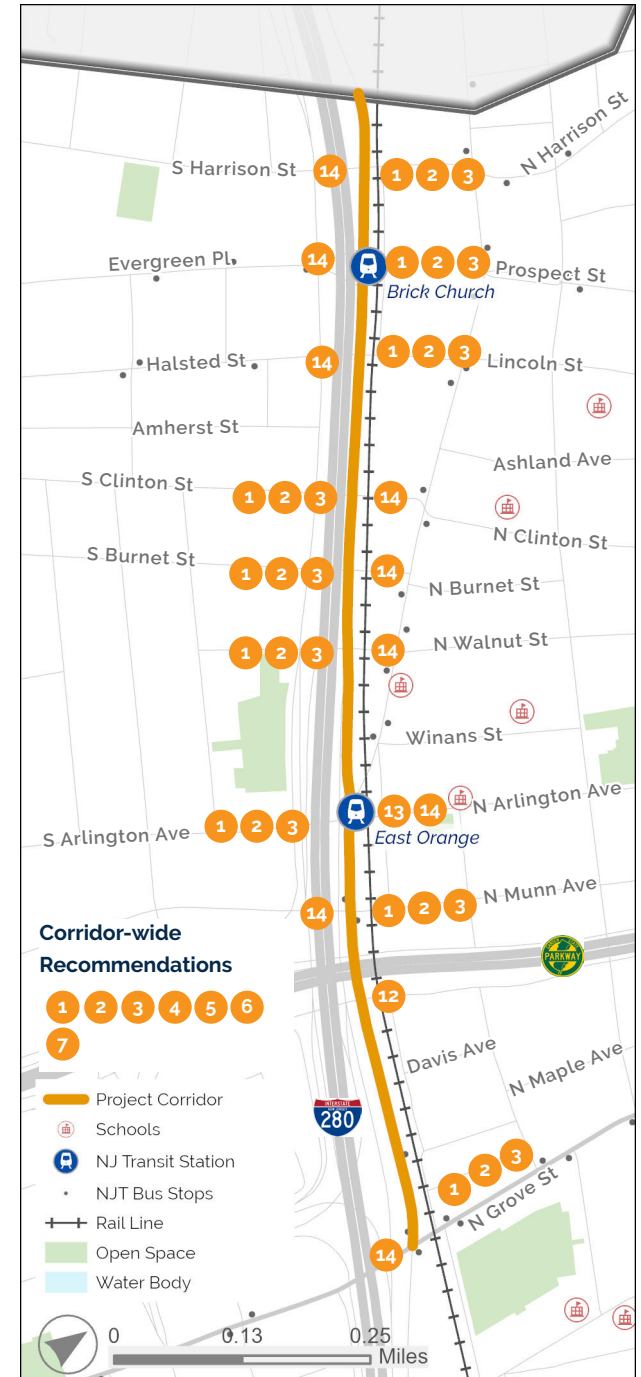 S Harrison St
14
1 2 3
N Harrison St
Evergreen Pl
14
1 2 3
Prospect St
Brick Church
Halsted St
14
1 2 3
Lincoln St
Amherst St
Ashland Ave
S Clinton St
1 2 3
14
N Clinton St
S Burnet St
1 2 3
14
N Burnet St
1 2 3
14
N Walnut St
Winans St
S Arlington Ave
1 2 3
13 14
N Arlington Ave
East Orange
14
1 2 3
N Munn Ave
PARKWAY
12
Davis Ave
N Maple Ave
INTERSTATE
280
1 2 3
N Grove St
14
Corridor-wide
Recommendations
1 2 3 4 5 6
7
Project Corridor
Schools
NJ Transit Station
NJT Bus Stops
Rail Line
Open Space
Water Body
0 0.13 0.25
Miles